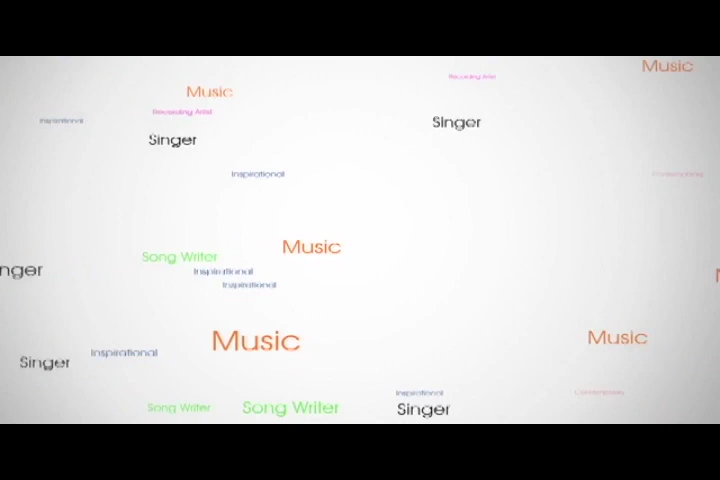 Music
Recording Artist
Music
Recording Artist
Inspirational
Singer
Singer
Inspirational
Music
Song Writer
nger
Inspirational
Inspirational
Music
Music
Inspirational
Singer
Inspirational
Song Writer
Song Writer
Singer